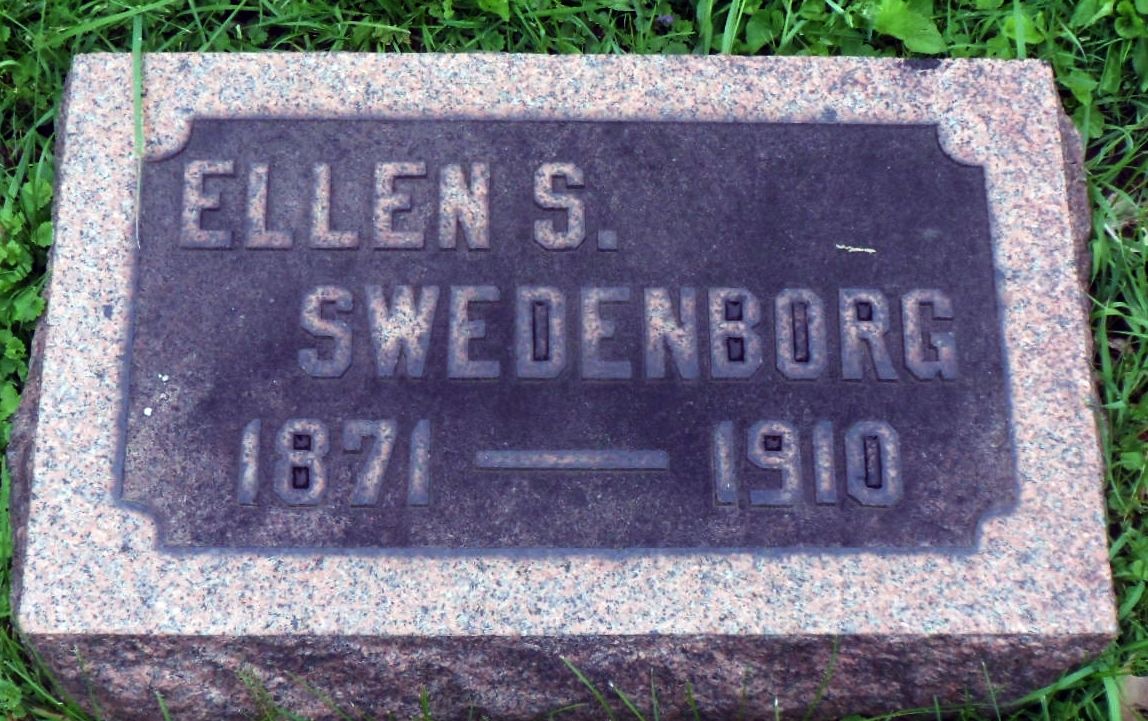 ELLEN S.
SWEDENBORG
1871 — 1910